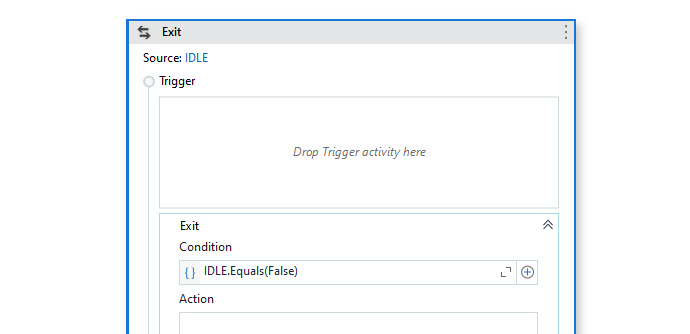 Exit
Source: IDLE
Trigger
Drop Trigger activity here
Exit
Condition
{ } IDLE.Equals(False)
Action